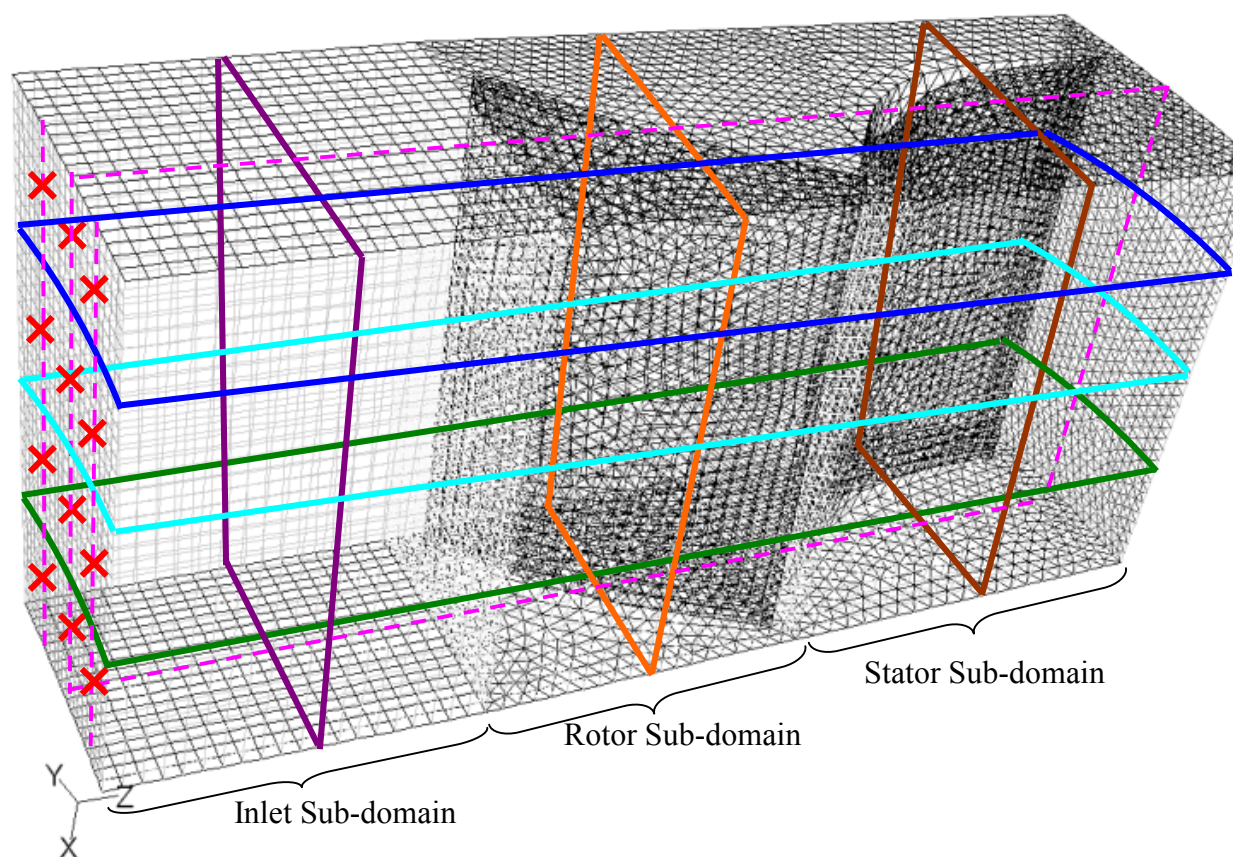 Stator Sub-domain
Rotor Sub-domain
Inlet Sub-domain
Y
Z
X